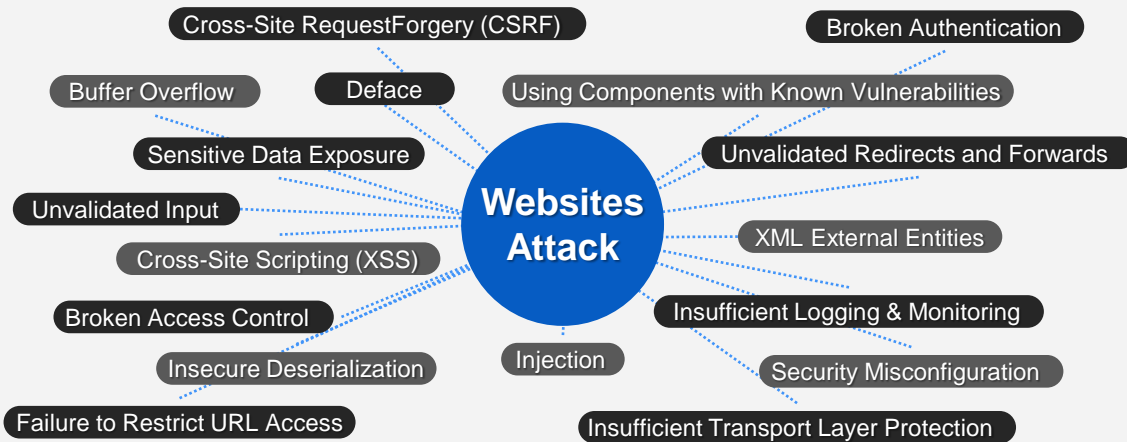 Cross-Site RequestForgery (CSRF)
Broken Authentication
Buffer Overflow
Deface
Using Components with Known Vulnerabilities
Sensitive Data Exposure
Unvalidated Redirects and Forwards
Websites
Attack
Unvalidated Input
XML External Entities
Cross-Site Scripting (XSS)
Broken Access Control
Insufficient Logging & Monitoring
Insecure Deserialization
Injection
Security Misconfiguration
Failure to Restrict URL Access
Insufficient Transport Layer Protection